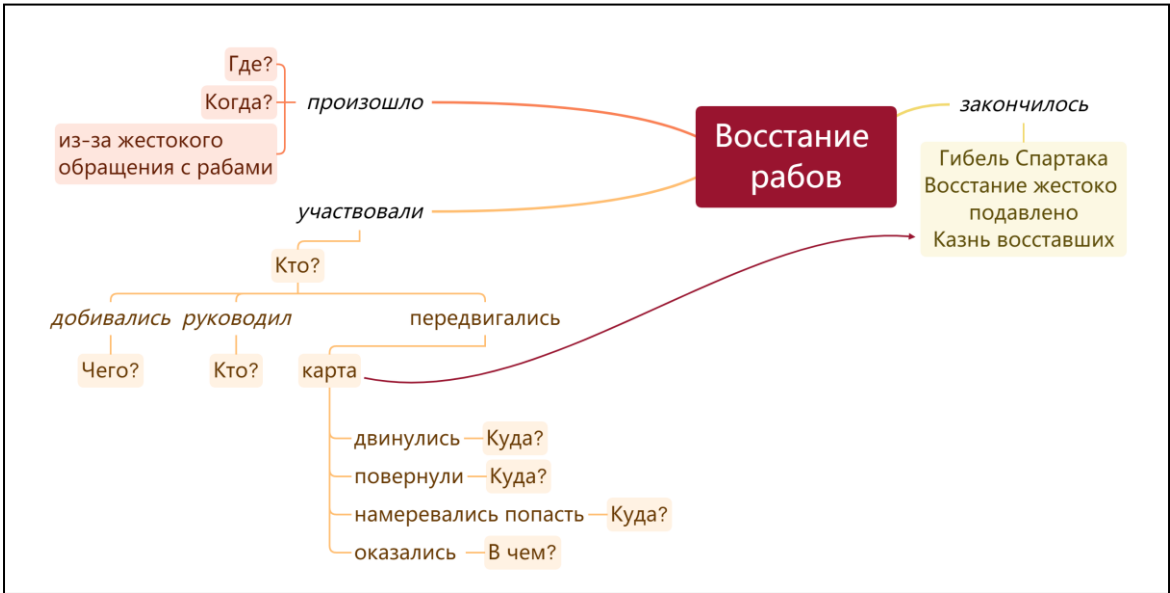 Восстание
рабов
произошло
Где?
Когда?
из-за жестокого
обращения с рабами
участвовали
Кто?
добивались
Чего?
руководил
Кто?
передвигались
карта
двинулись
Куда?
повернули
Куда?
намеревались попасть
Куда?
оказались
В чем?
закончилось
Гибель Спартака
Восстание жестоко
подавлено
Казнь восставших